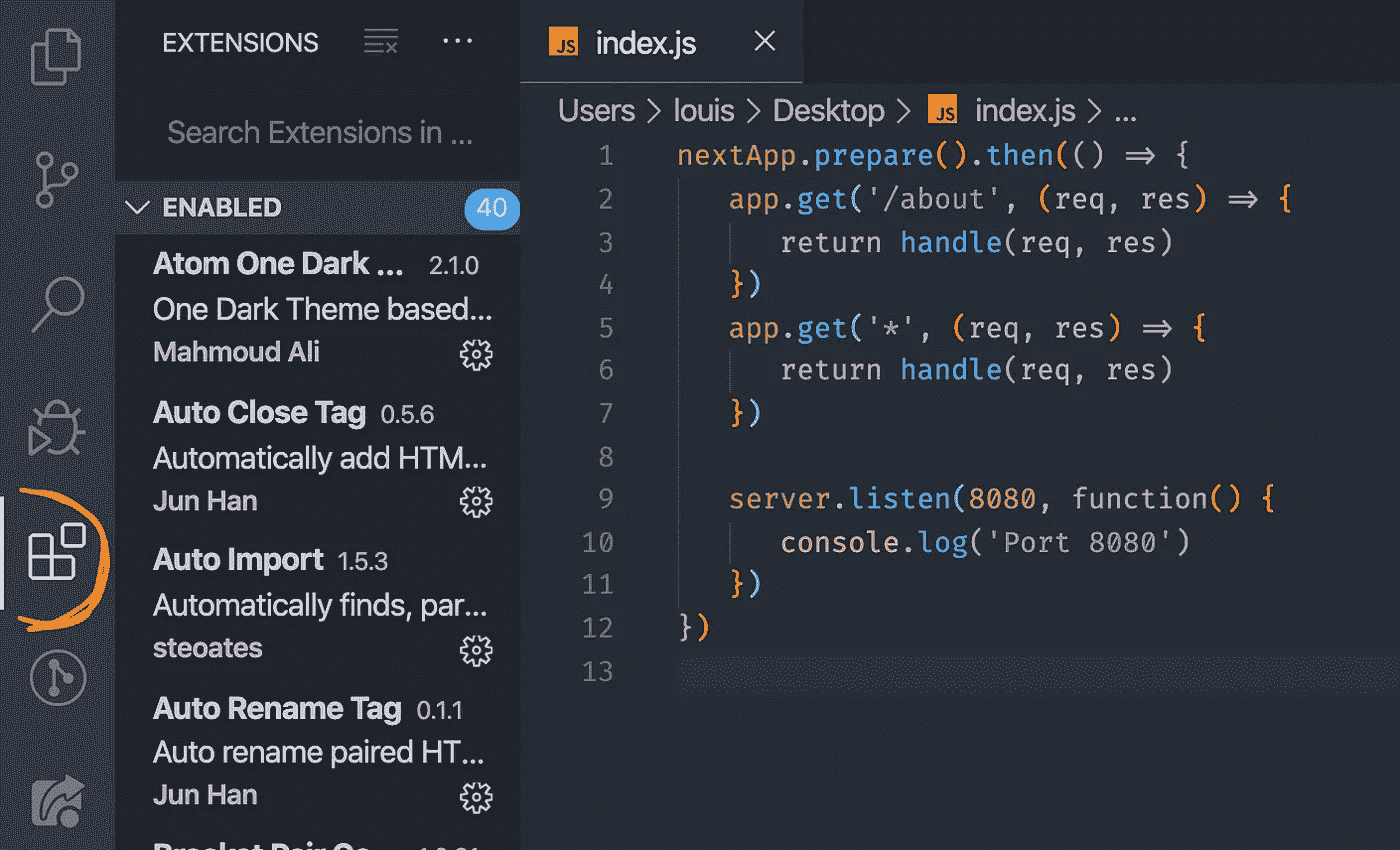 EXTENSIONS
Search Extensions in ...
ENABLED 40
Atom One Dark ... 2.1.0
One Dark Theme based...
Mahmoud Ali
Auto Close Tag 0.5.6
Automatically add HTM...
Jun Han
Auto Import 1.5.3
Automatically finds, par...
steoates
Auto Rename Tag 0.1.1
Auto rename paired HT...
Jun Han
JS index.js
Users > louis > Desktop > JS index.js > ...
1 nextApp.prepare().then(() => {
2 app.get('/about', (req, res) => {
3 return handle(req, res)
4 })
5 app.get('*', (req, res) => {
6 return handle(req, res)
7 })
8
9 server.listen(8080, function() {
10 console.log('Port 8080')
11 })
12 })
13